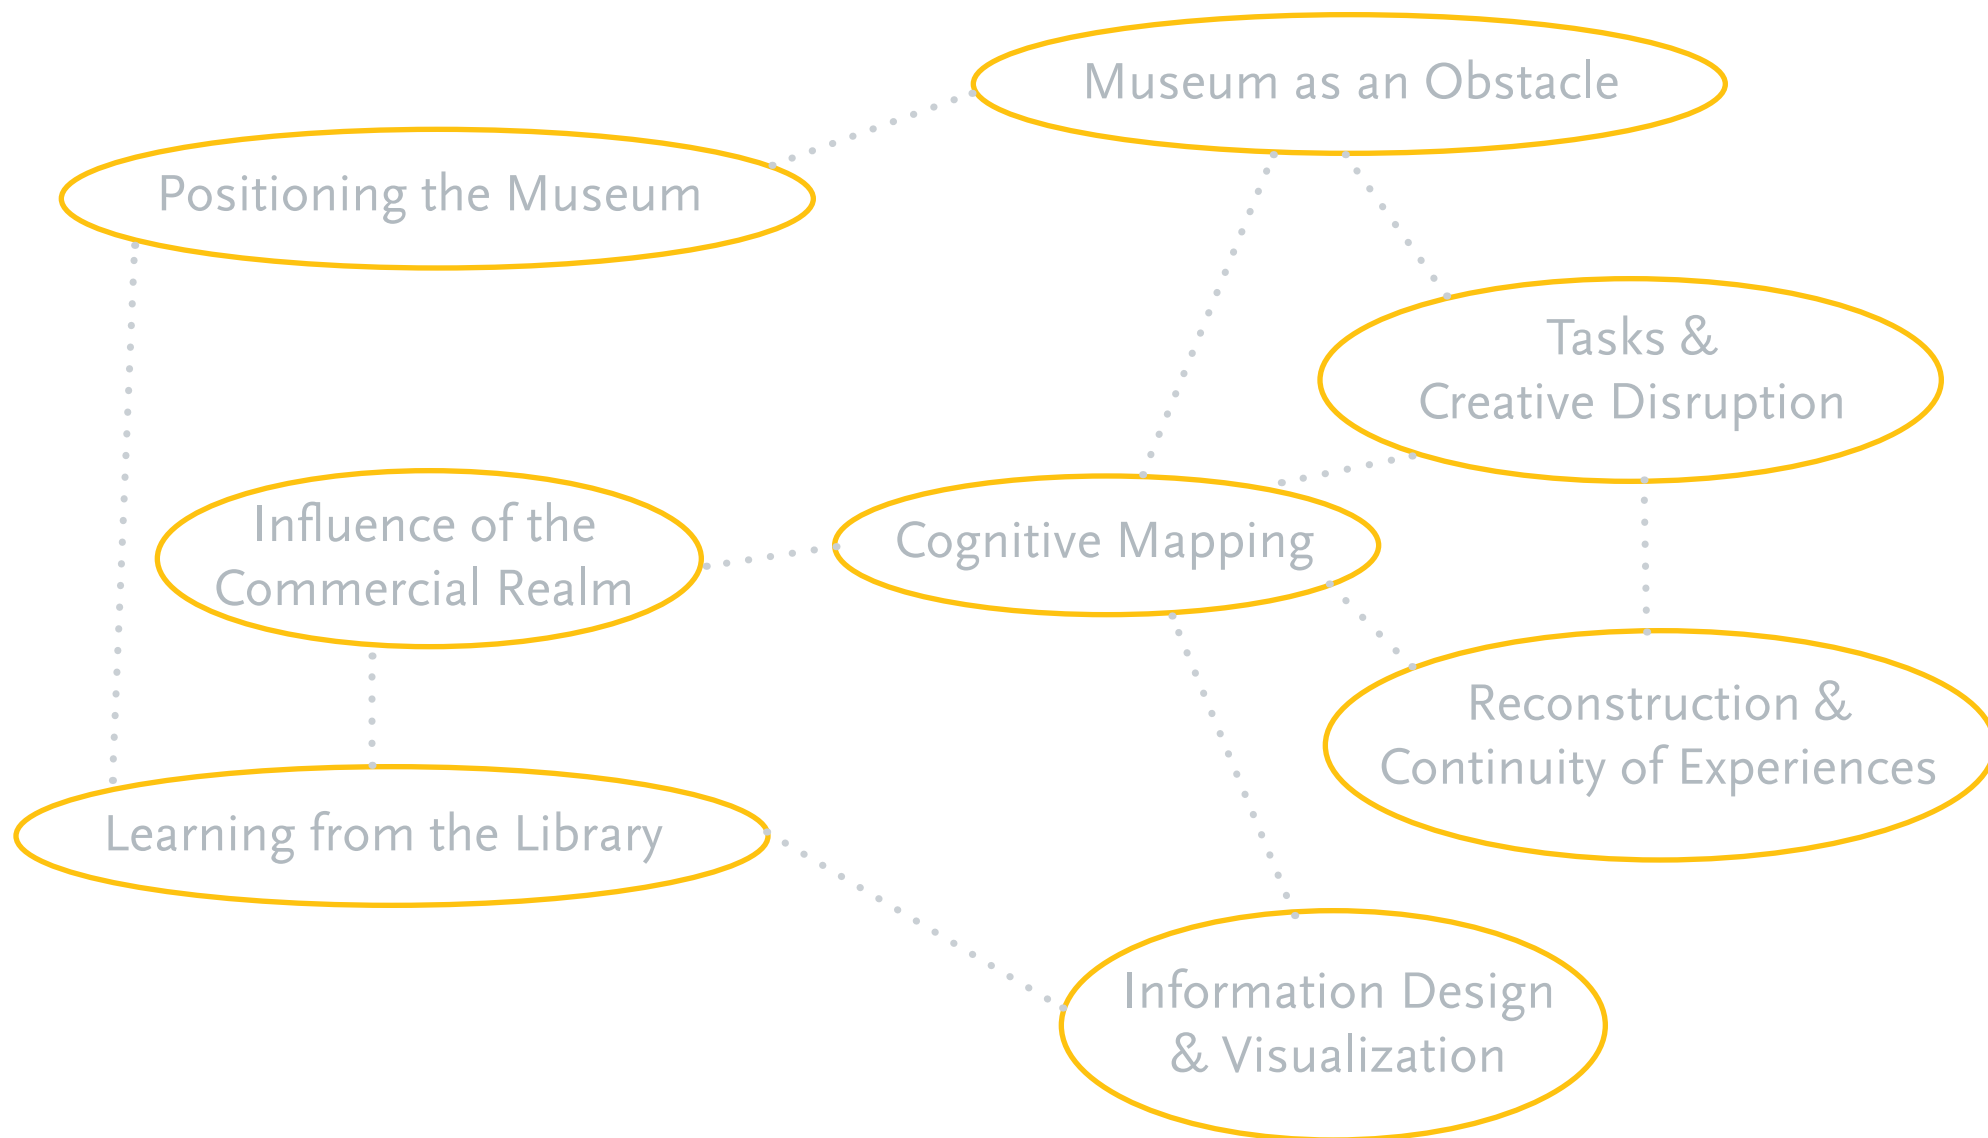 Museum as an Obstacle
Positioning the Museum
Tasks &
Creative Disruption
Influence of the
Commercial Realm
Cognitive Mapping
Reconstruction &
Continuity of Experiences
Learning from the Library
Information Design
& Visualization